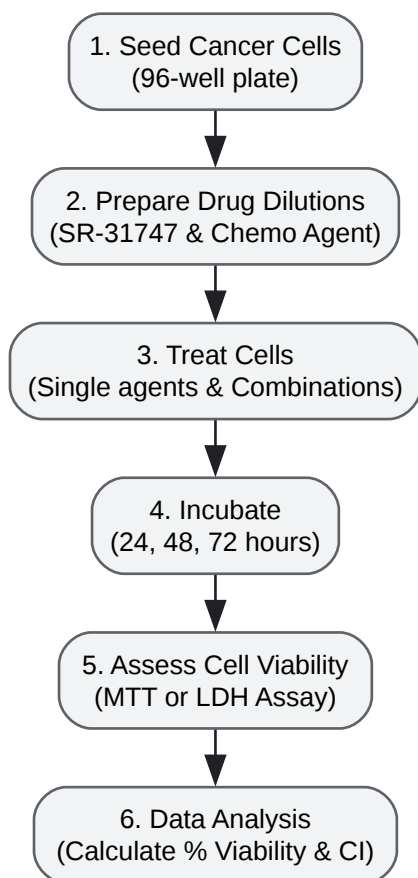 1. Seed Cancer Cells
(96-well plate)
2. Prepare Drug Dilutions
(SR-31747 & Chemo Agent)
3. Treat Cells
(Single agents & Combinations)
4. Incubate
(24, 48, 72 hours)
5. Assess Cell Viability
(MTT or LDH Assay)
6. Data Analysis
(Calculate % Viability & CI)